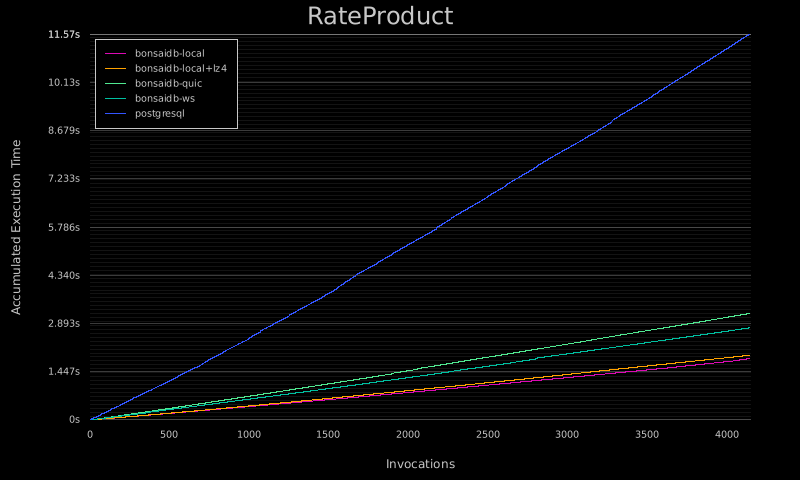 RateProduct
11.57s
10.13s
8.679s
7.233s
5.786s
4.340s
2.893s
1.447s
0s
Accumulated Execution Time
bonsaidb-local
bonsaidb-local+lz4
bonsaidb-quic
bonsaidb-ws
postgresql
0 500 1000 1500 2000 2500 3000 3500 4000
Invocations